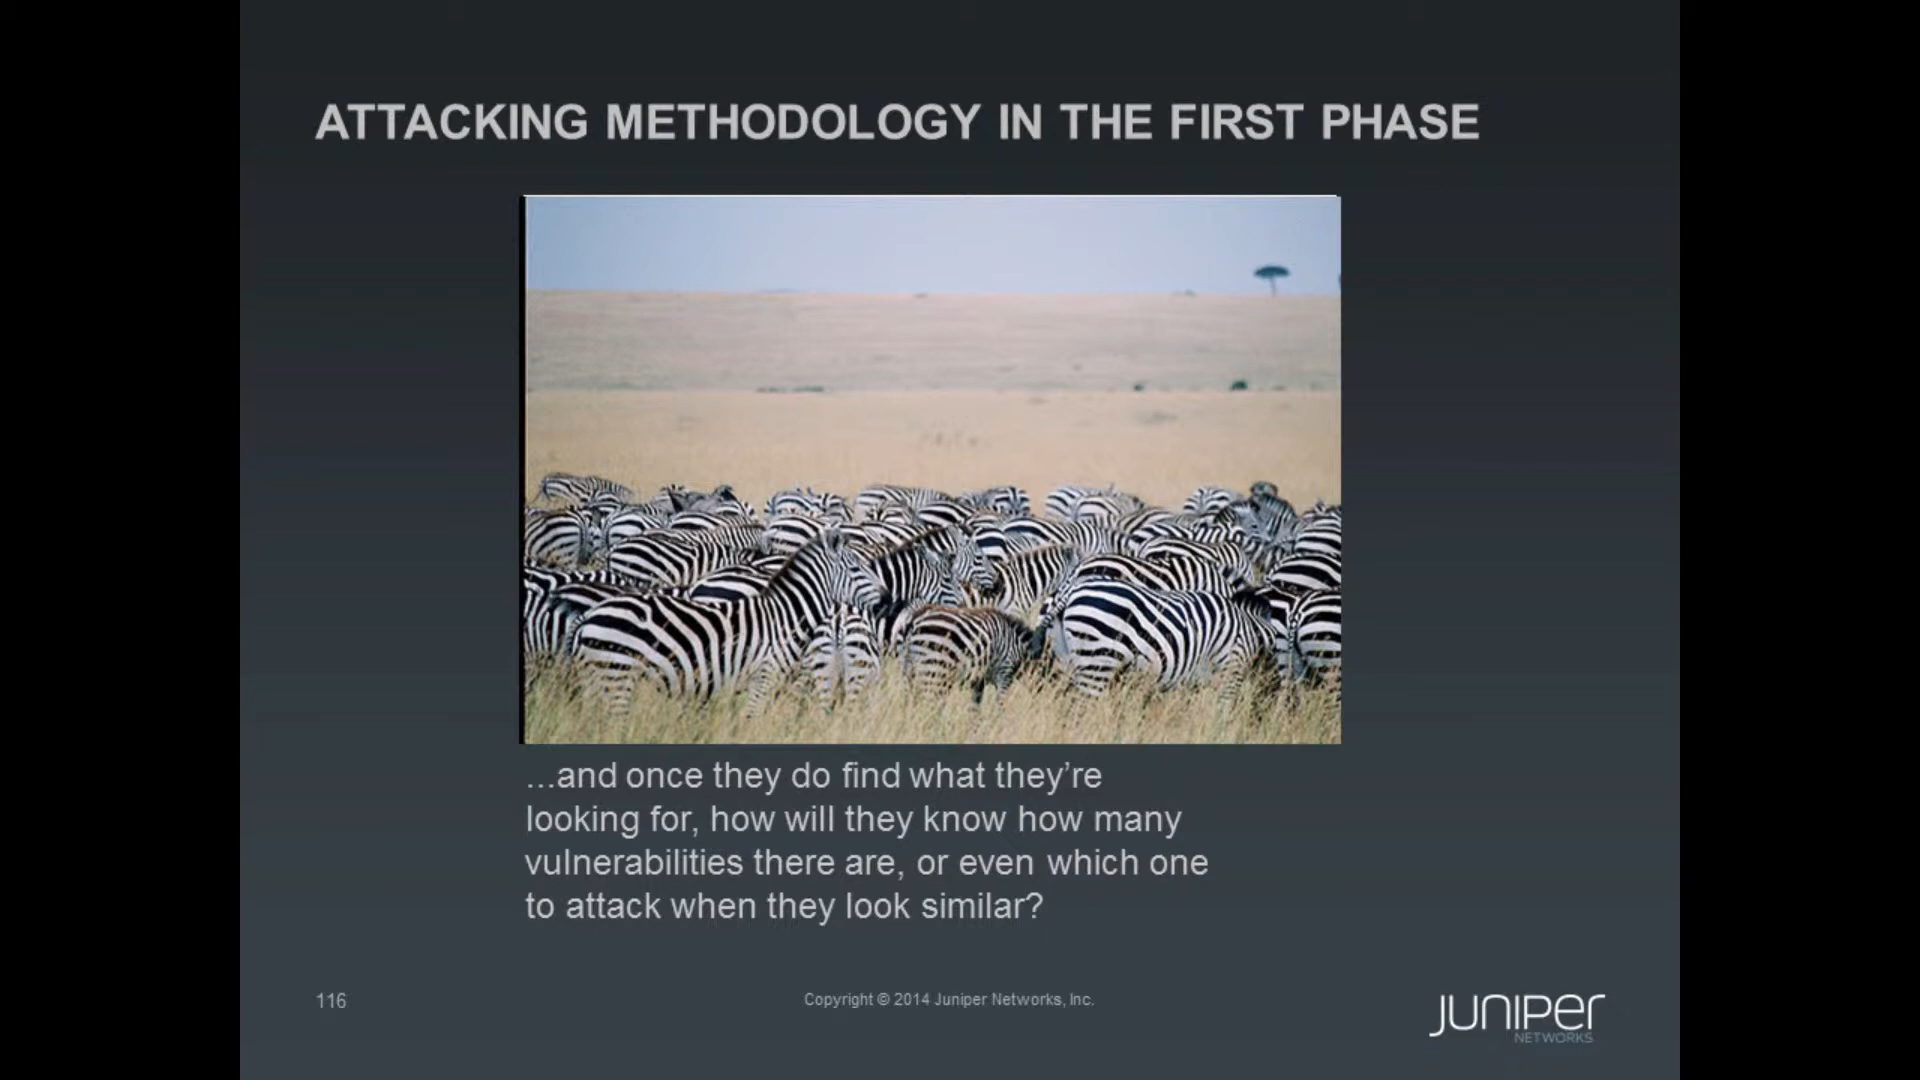 ATTACKING METHODOLOGY IN THE FIRST PHASE
...and once they do find what they’re
looking for, how will they know how many
vulnerabilities there are, or even which one
to attack when they look similar?
116
Copyright © 2014 Juniper Networks, Inc.
JUNIPER
NETWORKS